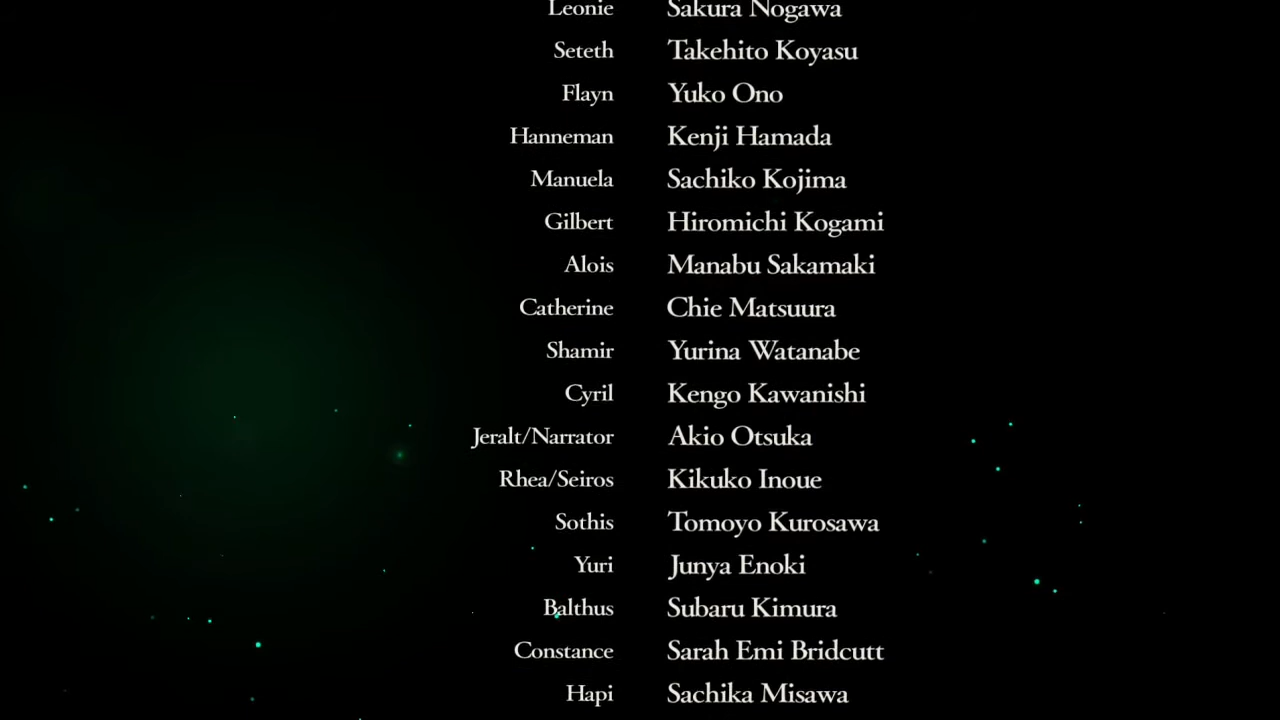 Leonie Sakura Nogawa
Seteth Takehito Koyasu
Flayn Yuko Ono
Hanneman Kenji Hamada
Manuela Sachiko Kojima
Gilbert Hiromichi Kogami
Alois Manabu Sakamaki
Catherine Chie Matsuura
Shamir Yurina Watanabe
Cyril Kengo Kawanishi
Jeralt/Narrator Akio Otsuka
Rhea/Seiros Kikuko Inoue
Sothis Tomoyo Kurosawa
Yuri Junya Enoki
Balthus Subaru Kimura
Constance Sarah Emi Bridcutt
Hapi Sachika Misawa